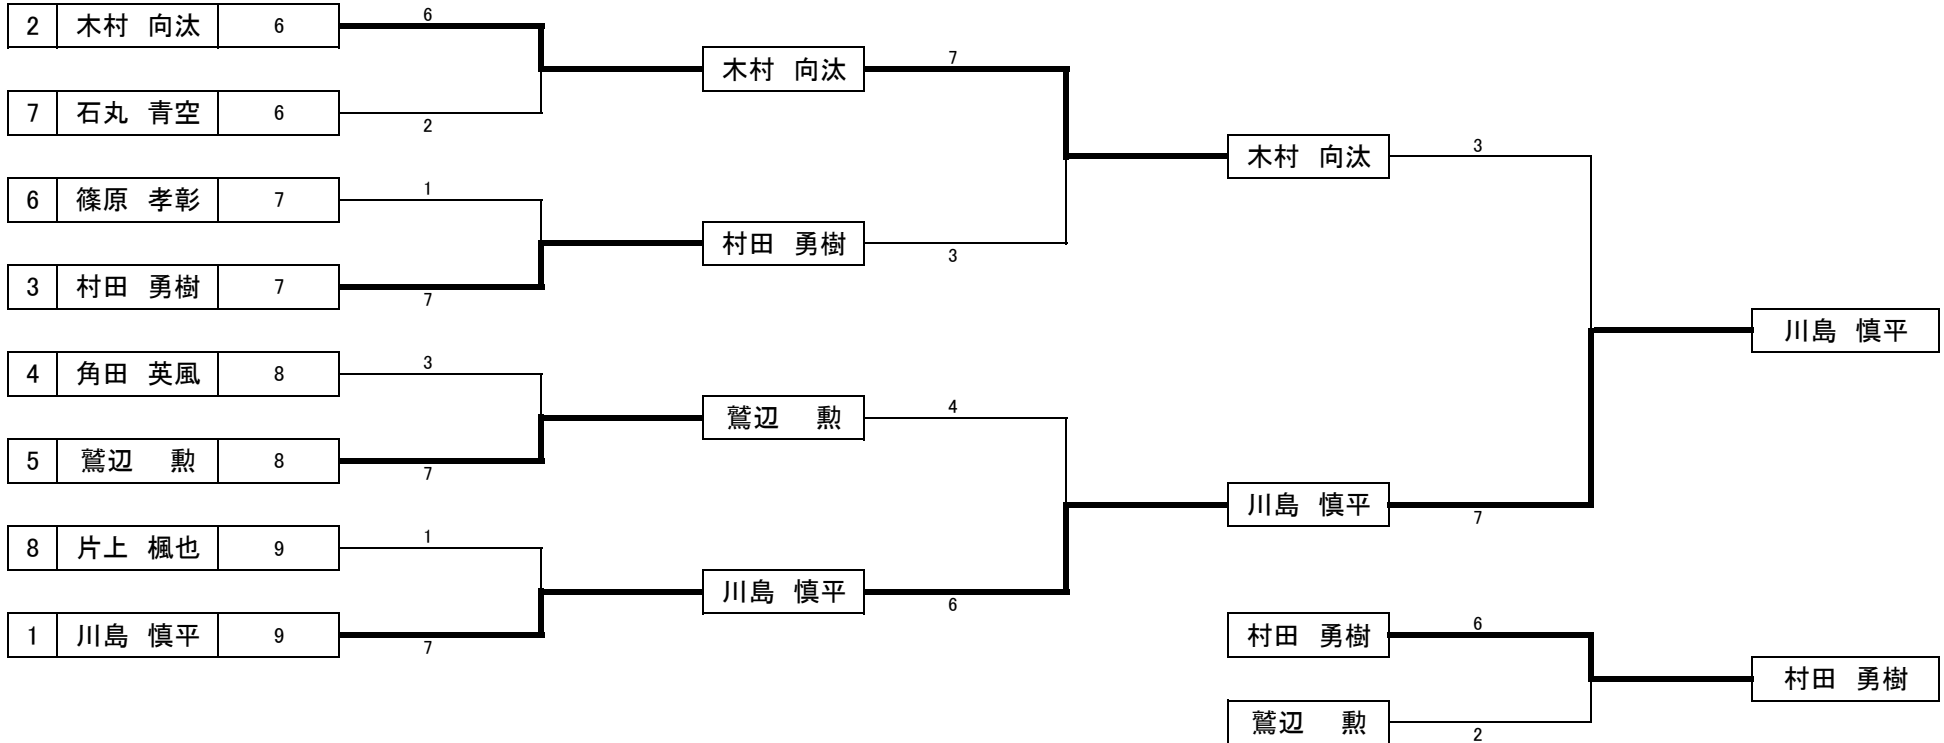 2 木村 向汰 6 6
木村 向汰 7
7 石丸 青空 6 2
木村 向汰 3
6 篠原 孝彰 7 1
村田 勇樹 3
3 村田 勇樹 7 7
川島 慎平
4 角田 英風 8 3
鷲辺 勲 4
5 鷲辺 勲 8 7
川島 慎平 7
8 片上 楓也 9 1
川島 慎平 6
1 川島 慎平 9 7
村田 勇樹 6
村田 勇樹
鷲辺 勲 2